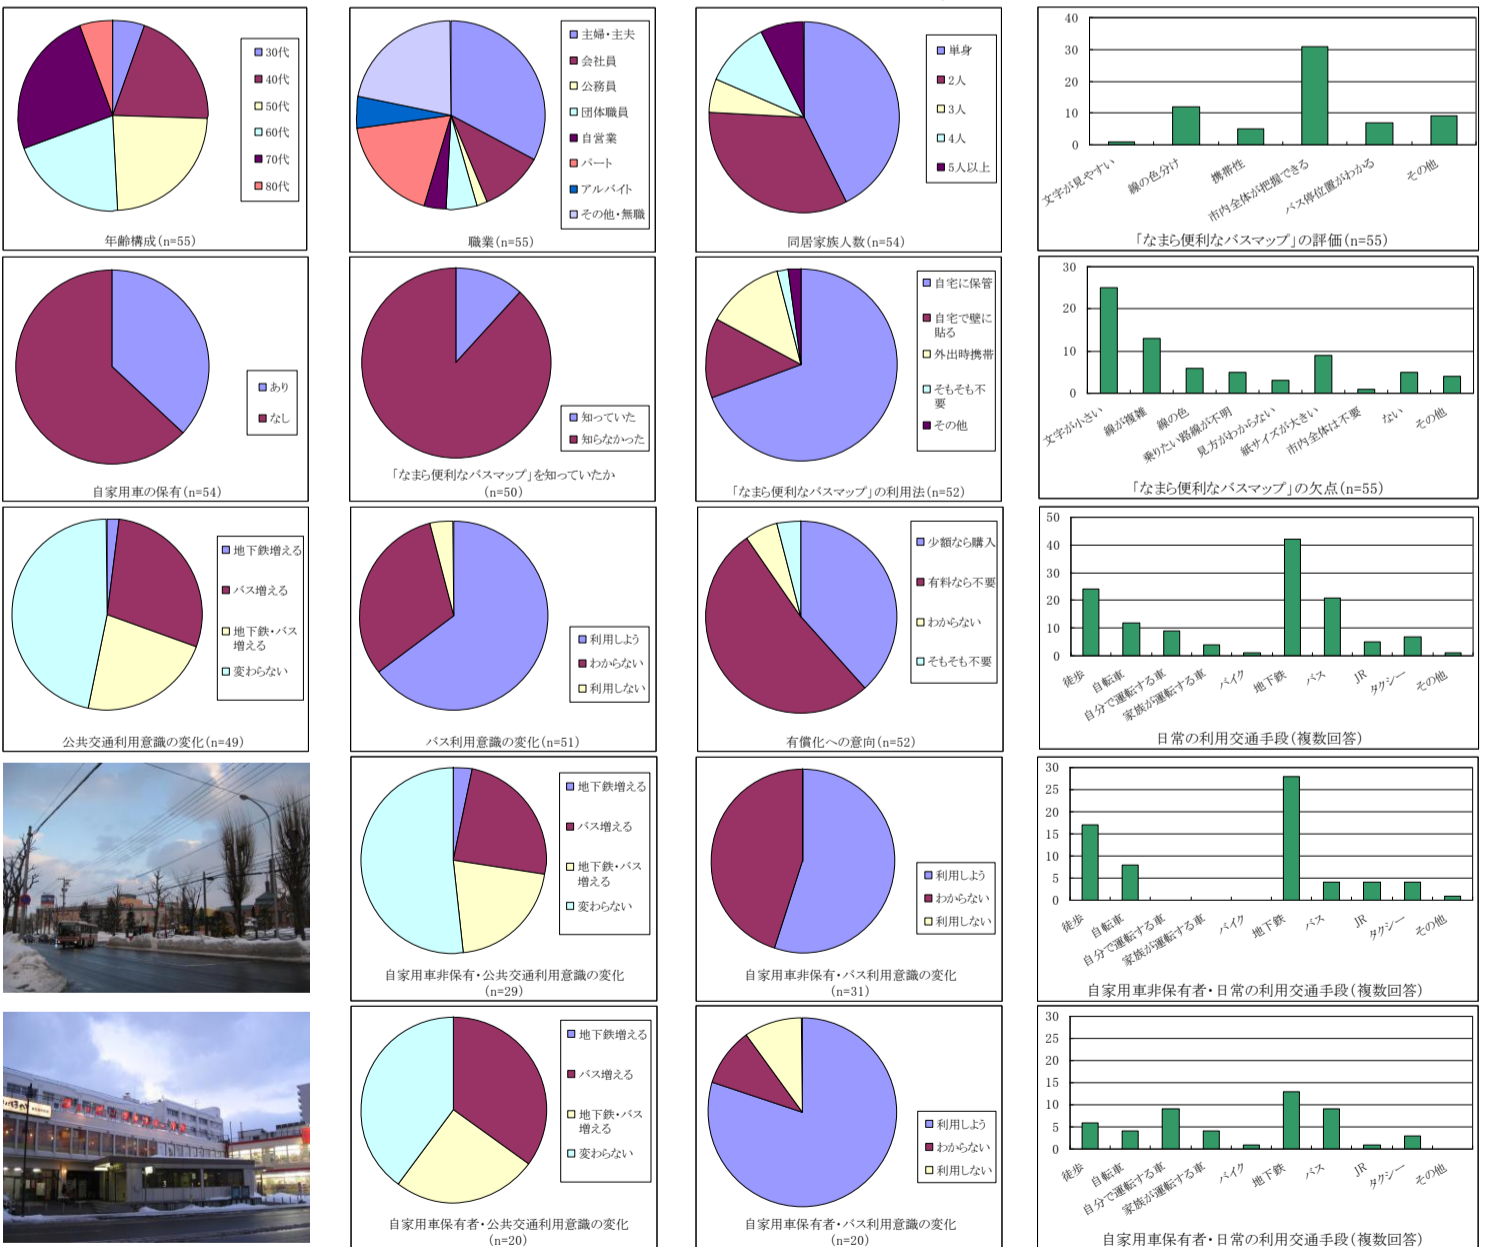 30代
40代
50代
60代
70代
80代
年齢構成(n=55)
主婦・主夫
会社員
公務員
団体職員
自営業
パート
アルバイト
その他・無職
職業(n=55)
単身
2人
3人
4人
5人以上
同居家族人数(n=54)
40
30
20
10
0
文字が見やすい
線の色分け
携帯性
市内全体が把握できる
バス停位置がわかる
その他
「なまら便利なバスマップ」の評価(n=55)
あり
なし
自家用車の保有(n=54)
知っていた
知らなかった
「なまら便利なバスマップ」を知っていたか
(n=50)
自宅に保管
自宅で壁に
貼る
外出時携帯
そもそも不
要
その他
「なまら便利なバスマップ」の利用法(n=52)
30
20
10
0
文字が小さい
線が複雑
線の色
乗りたい路線が不明
見方がわからない
紙サイズが大きい
市内全体は不要
ない
その他
「なまら便利なバスマップ」の欠点(n=55)
地下鉄増える
バス増える
地下鉄・バス
増える
変わらない
公共交通利用意識の変化(n=49)
利用しよう
わからない
利用しない
バス利用意識の変化(n=51)
少額なら購入
有料なら不要
わからない
そもそも不要
有償化への意向(n=52)
50
40
30
20
10
0
徒歩
自転車
自分で運転する車
家族が運転する車
バイク
地下鉄
バス
JR
タクシー
その他
日常の利用交通手段(複数回答)
地下鉄増える
バス増える
地下鉄・バス
増える
変わらない
自家用車非保有・公共交通利用意識の変化
(n=29)
利用しよう
わからない
利用しない
自家用車非保有・バス利用意識の変化
(n=31)
30
25
20
15
10
5
0
徒歩
自転車
自分で運転する車
家族が運転する車
バイク
地下鉄
バス
JR
タクシー
その他
自家用車非保有者・日常の利用交通手段(複数回答)
地下鉄増える
バス増える
地下鉄・バス
増える
変わらない
自家用車保有者・公共交通利用意識の変化
(n=20)
利用しよう
わからない
利用しない
自家用車保有者・バス利用意識の変化
(n=20)
30
25
20
15
10
5
0
徒歩
自転車
自分で運転する車
家族が運転する車
バイク
地下鉄
バス
JR
タクシー
その他
自家用車保有者・日常の利用交通手段(複数回答)